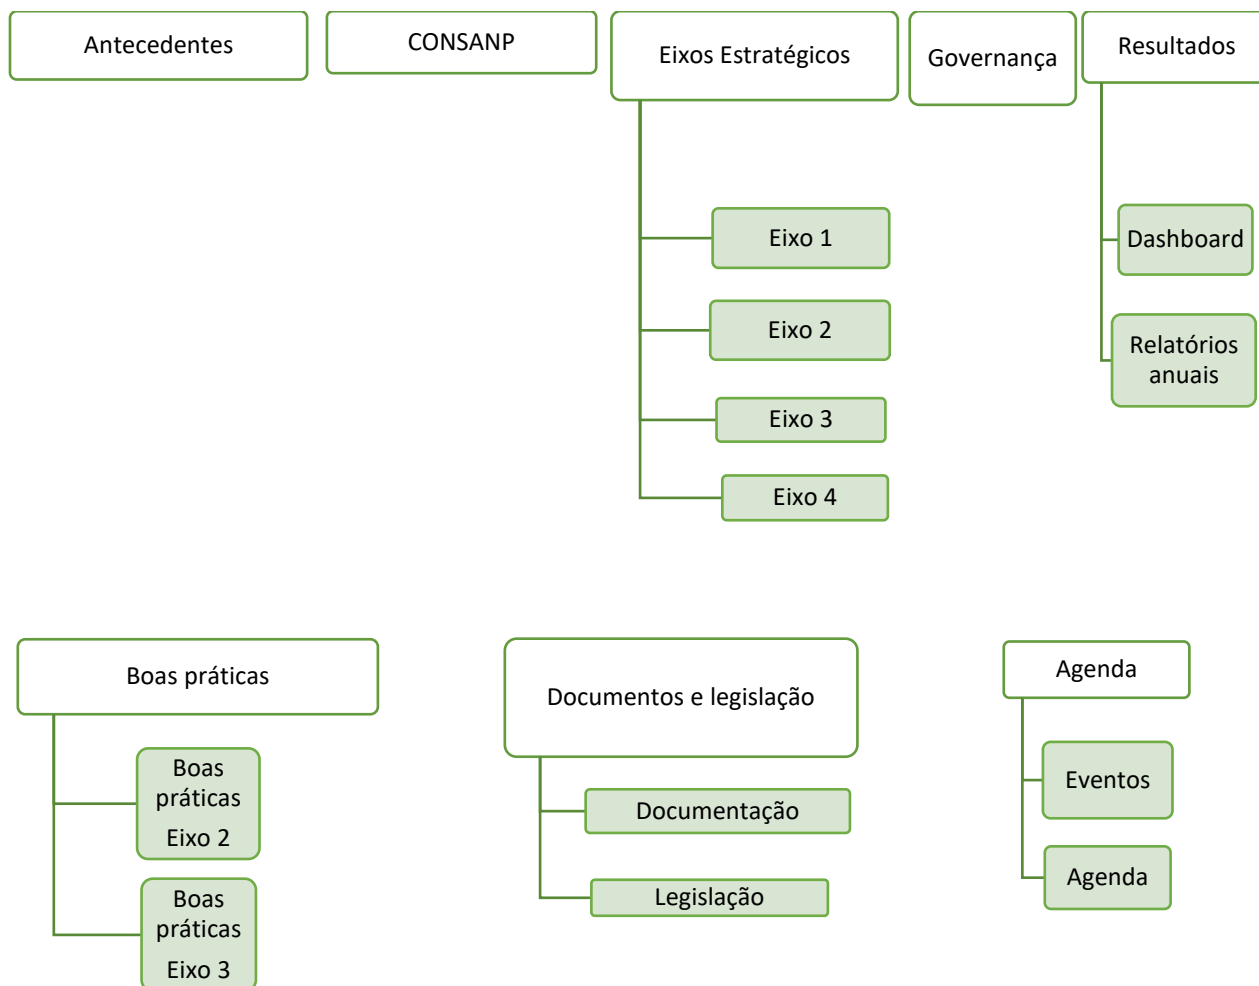 Antecedentes
CONSANP
Eixos Estratégicos
Governança
Resultados
Eixo 1
Eixo 2
Eixo 3
Eixo 4
Dashboard
Relatórios
anuais
Boas práticas
Boas
práticas
Eixo 2
Boas
práticas
Eixo 3
Documentos e legislação
Documentação
Legislação
Agenda
Eventos
Agenda